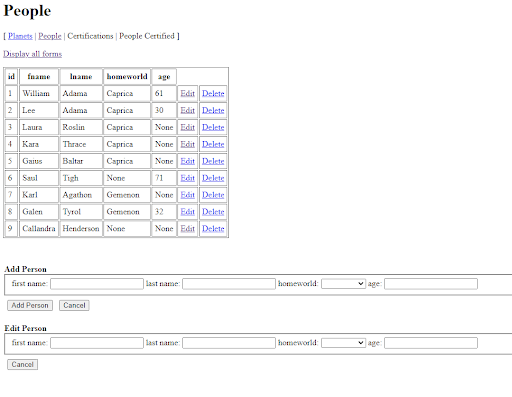 People
[ Planets | People | Certifications | People Certified ]
Display all forms
id fname lname homeworld age
1 William Adama Caprica 61 Edit Delete
2 Lee Adama Caprica 30 Edit Delete
3 Laura Roslin Caprica None Edit Delete
4 Kara Thrace Caprica None Edit Delete
5 Gaius Baltar Caprica None Edit Delete
6 Saul Tigh None 71 Edit Delete
7 Karl Agathon Gemenon None Edit Delete
8 Galen Tyrol Gemenon 32 Edit Delete
9 Callandra Henderson None None Edit Delete
Add Person
first name: last name: homeworld: age:
Add Person Cancel
Edit Person
first name: last name: homeworld: age:
Cancel